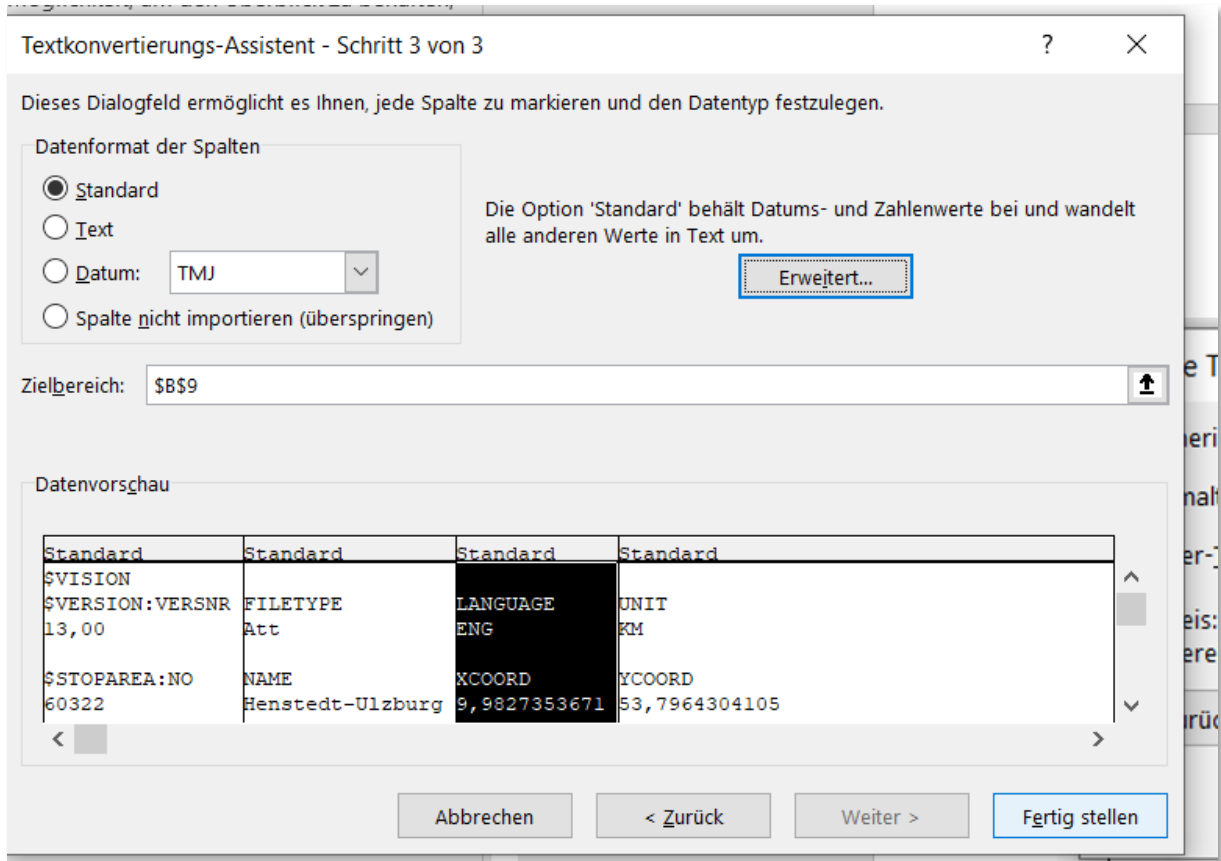 Textkonvertierungs-Assistent - Schritt 3 von 3
?
Dieses Dialogfeld ermöglicht es Ihnen, jede Spalte zu markieren und den Datentyp festzulegen.
Datenformat der Spalten
Standard
Text
Datum: TMJ
Spalte nicht importieren (überspringen)
Die Option 'Standard' behält Datums- und Zahlenwerte bei und wandelt
alle anderen Werte in Text um.
Erweitert...
Zielbereich: $B$9
Datenvorschau
Standard Standard Standard Standard
$VISION
$VERSION:VERSNR FILETYPE LANGUAGE UNIT
13,00 Att ENG KM
$STOPAREA:NO NAME XCOORD YCOORD
60322 Henstedt-Ulzburg 9,9827353671 53,7964304105
Abbrechen
< Zurück
Weiter >
Fertig stellen